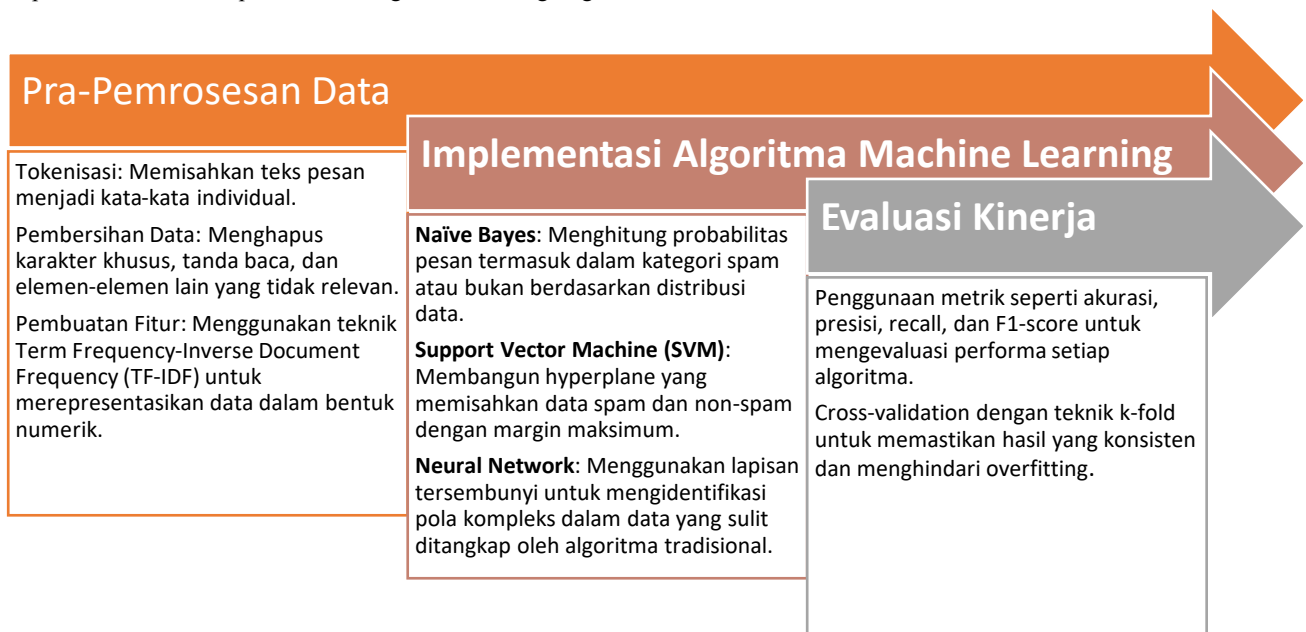 Pra-Pemrosesan Data
Tokenisasi: Memisahkan teks pesan
menjadi kata-kata individual.
Pembersihan Data: Menghapus
karakter khusus, tanda baca, dan
elemen-elemen lain yang tidak relevan.
Pembuatan Fitur: Menggunakan teknik
Term Frequency-Inverse Document
Frequency (TF-IDF) untuk
merepresentasikan data dalam bentuk
numerik.
Implementasi Algoritma Machine Learning
Naïve Bayes: Menghitung probabilitas
pesan termasuk dalam kategori spam
atau bukan berdasarkan distribusi
data.
Support Vector Machine (SVM):
Membangun hyperplane yang
memisahkan data spam dan non-spam
dengan margin maksimum.
Neural Network: Menggunakan lapisan
tersembunyi untuk mengidentifikasi
pola kompleks dalam data yang sulit
ditangkap oleh algoritma tradisional.
Evaluasi Kinerja
Penggunaan metrik seperti akurasi,
presisi, recall, dan F1-score untuk
mengevaluasi performa setiap
algoritma.
Cross-validation dengan teknik k-fold
untuk memastikan hasil yang konsisten
dan menghindari overfitting.